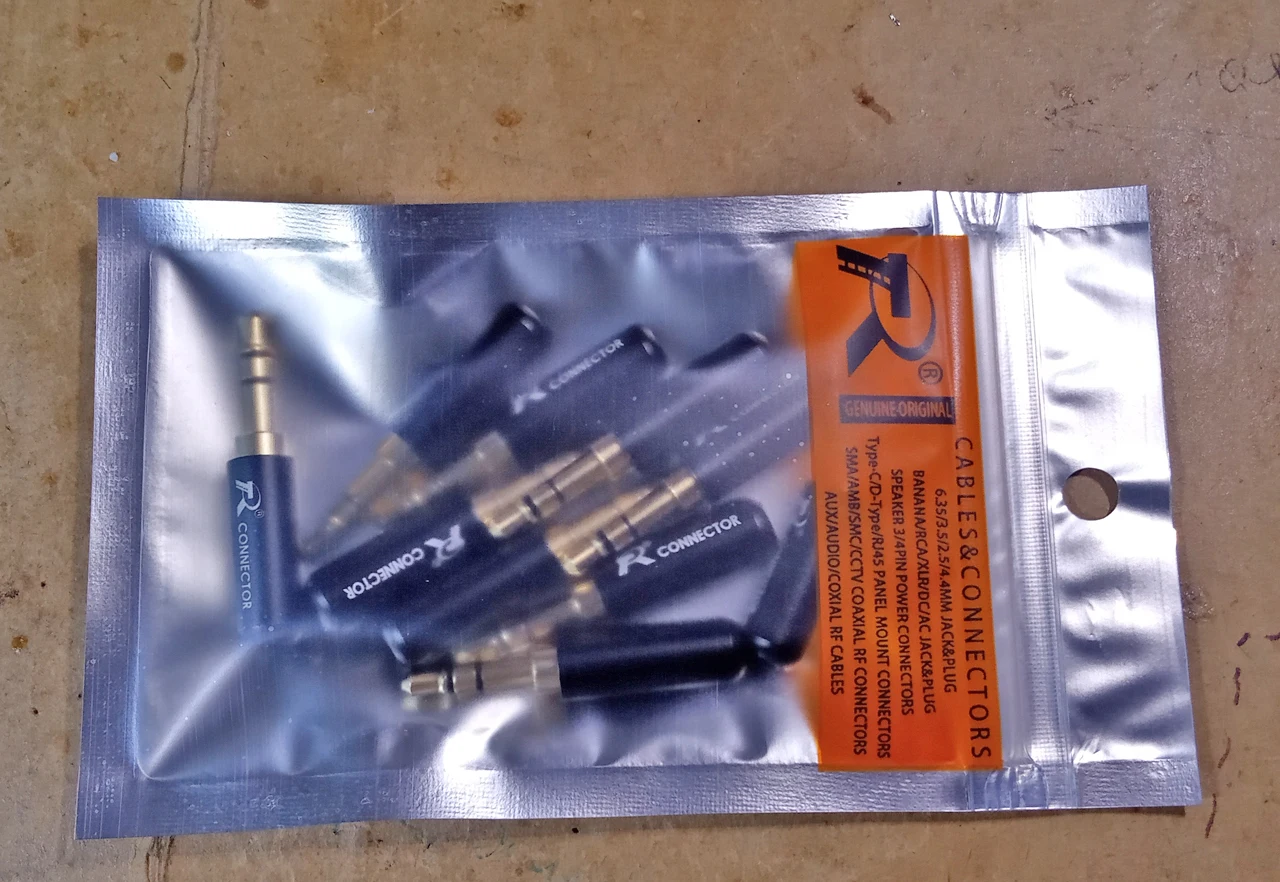 R®
GENUINE·ORIGINAL
CABLES&CONNECTORS
6.35/3.5/2.5/4.4MM JACK&PLUG
BANANA/RCA/XLR/DC/AC JACK&PLUG
SPEAKER 3/4PIN POWER CONNECTORS
Type-C/D-Type/RJ45 PANEL MOUNT CONNECTORS
SMA/AMB/SMC/CCTV COAXIAL RF CONNECTORS
AUX/AUDIO/COXIAL RF CABLES
R® CONNECTOR
R CONNECTOR
R CONNECTOR
R CONNECTOR